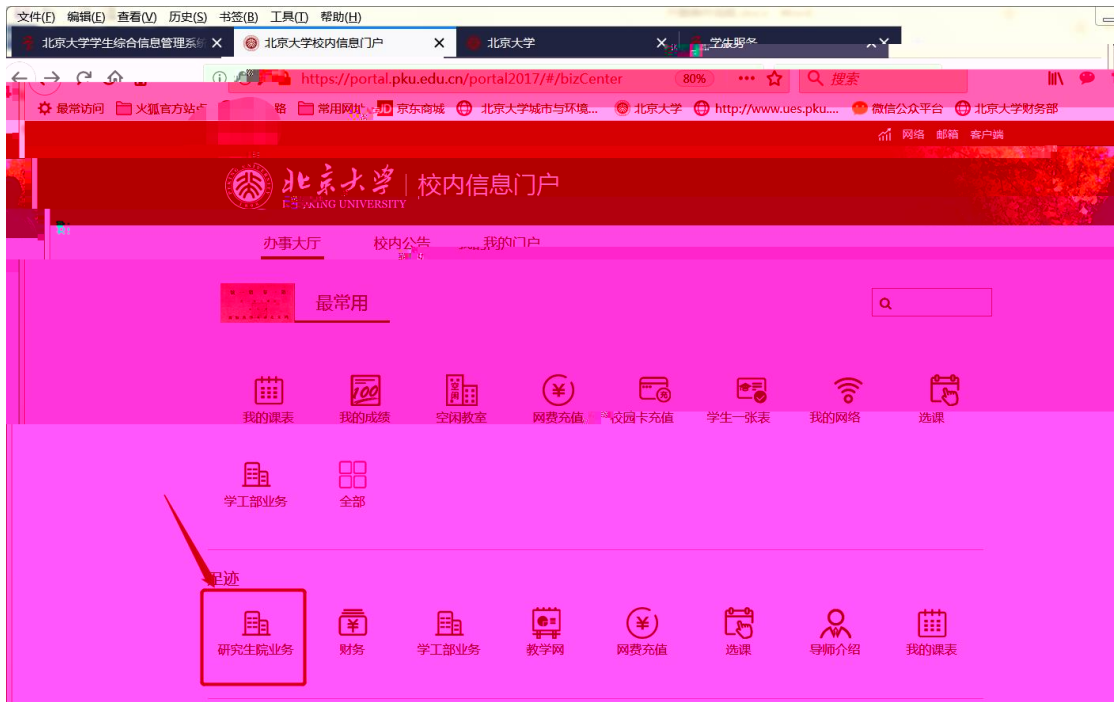 文件(F) 编辑(E) 查看(V) 历史(S) 书签(B) 工具(T) 帮助(H)
北京大学学生综合信息管理系统 北京大学校内信息门户 北京大学 学生服务
https://portal.pku.edu.cn/portal2017/#/bizCenter 80% 搜索
最常访问 火狐官方站点 常用网址 JD 京东商城 北京大学城市与环境... 北京大学 http://www.ues.pku.... 微信公众平台 北京大学财务部
网络 邮箱 客户端
北京大学 校内信息门户
PEKING UNIVERSITY
办事大厅 校内公告 我的门户
最常用
我的课表 我的成绩 空闲教室 网费充值 校园卡充值 学生一张表 我的网络 选课
学工部业务 全部
足迹
研究生院业务 财务 学工部业务 教学网 网费充值 选课 导师介绍 我的课表